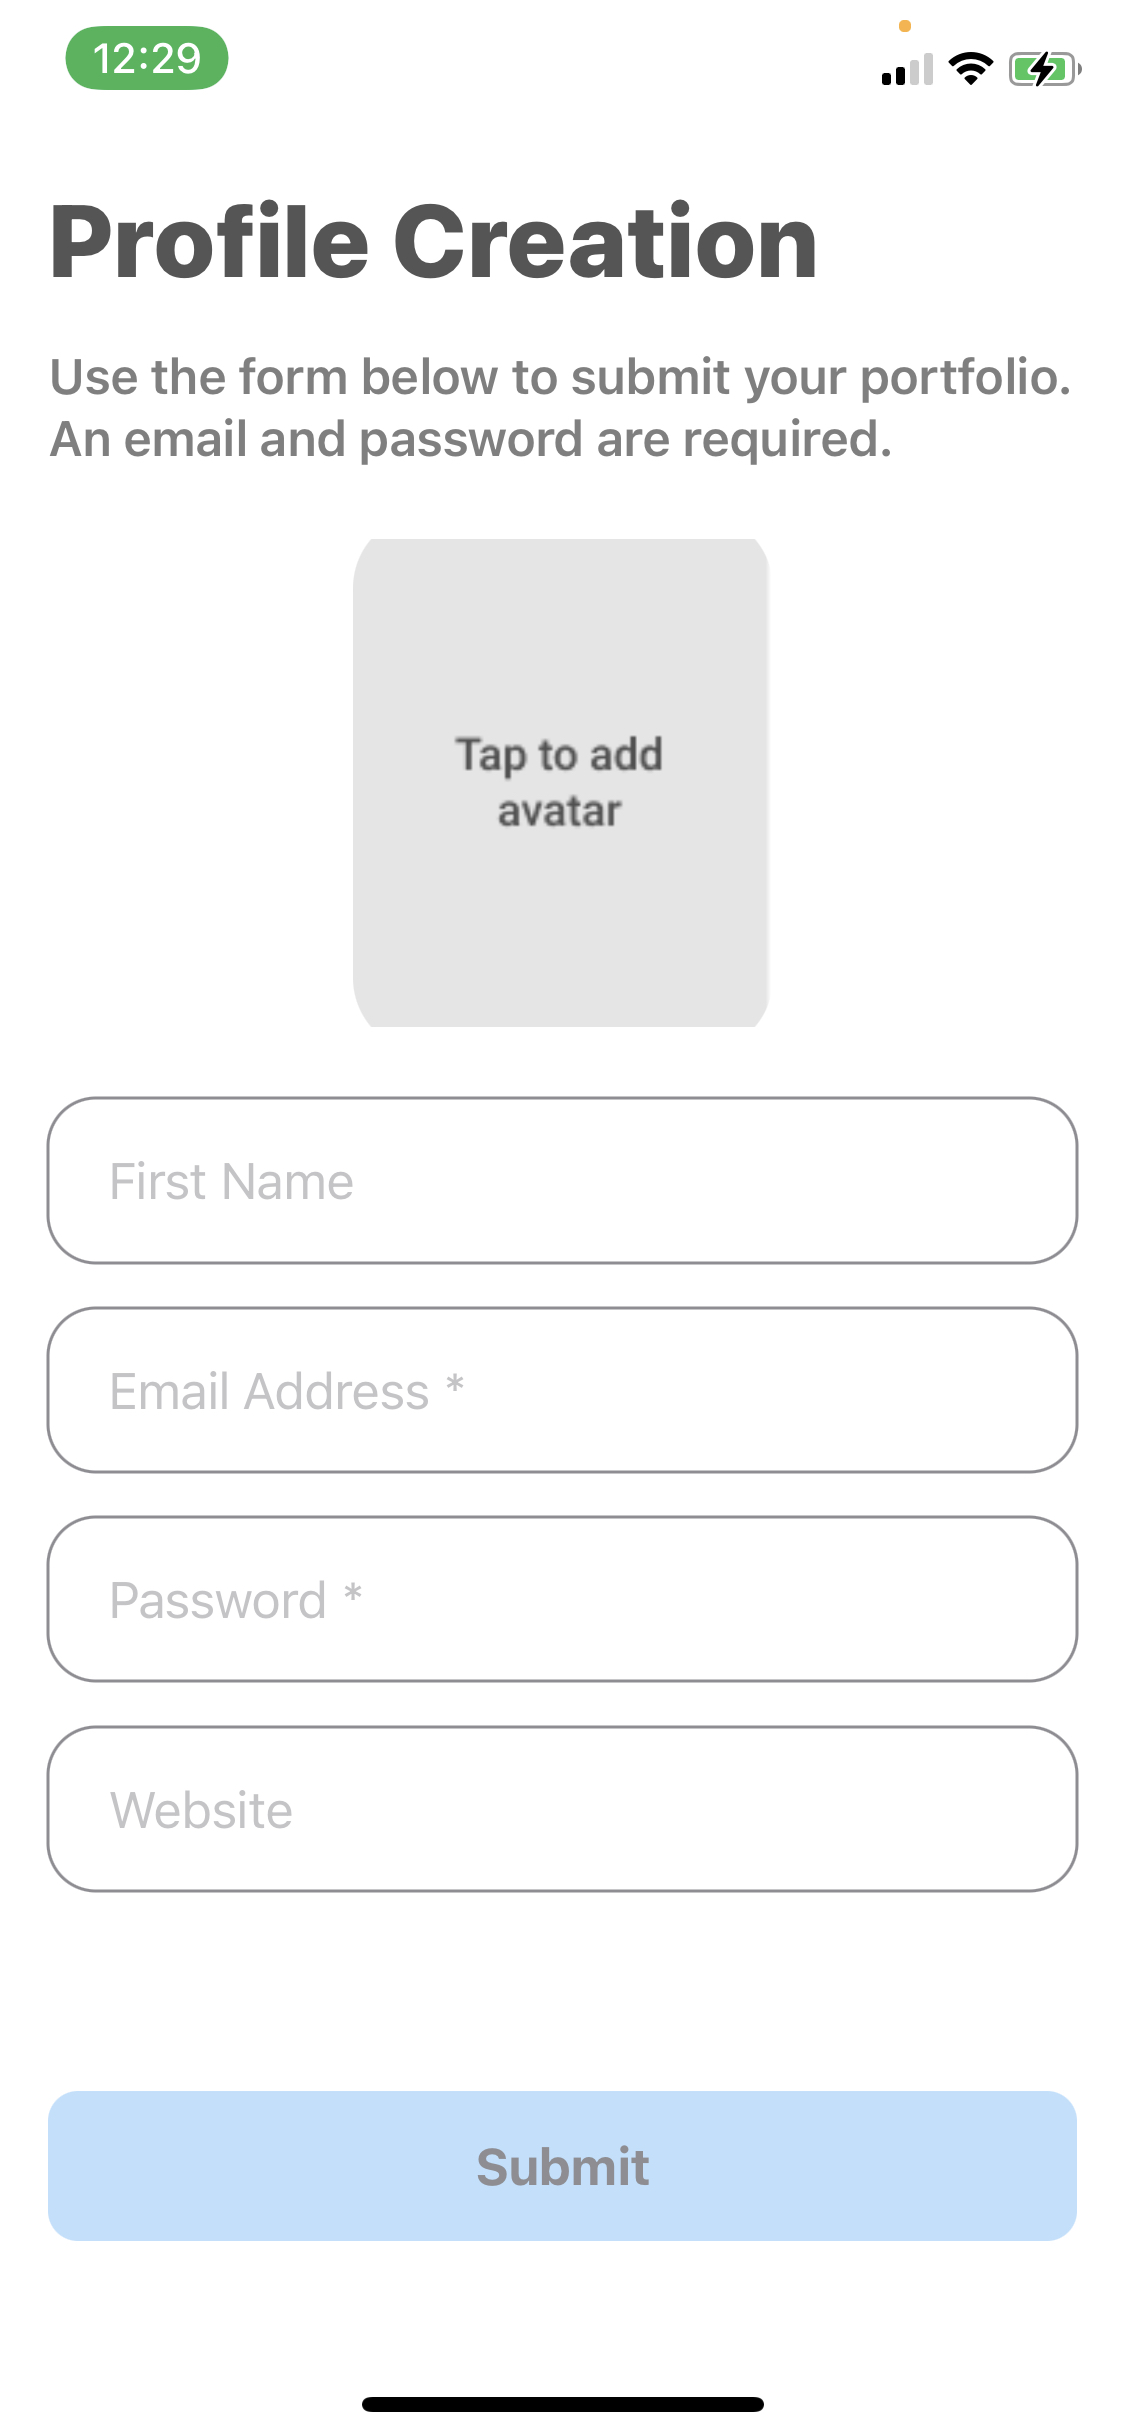 12:29
Profile Creation
Use the form below to submit your portfolio.
An email and password are required.
Tap to add
avatar
First Name
Email Address *
Password *
Website
Submit